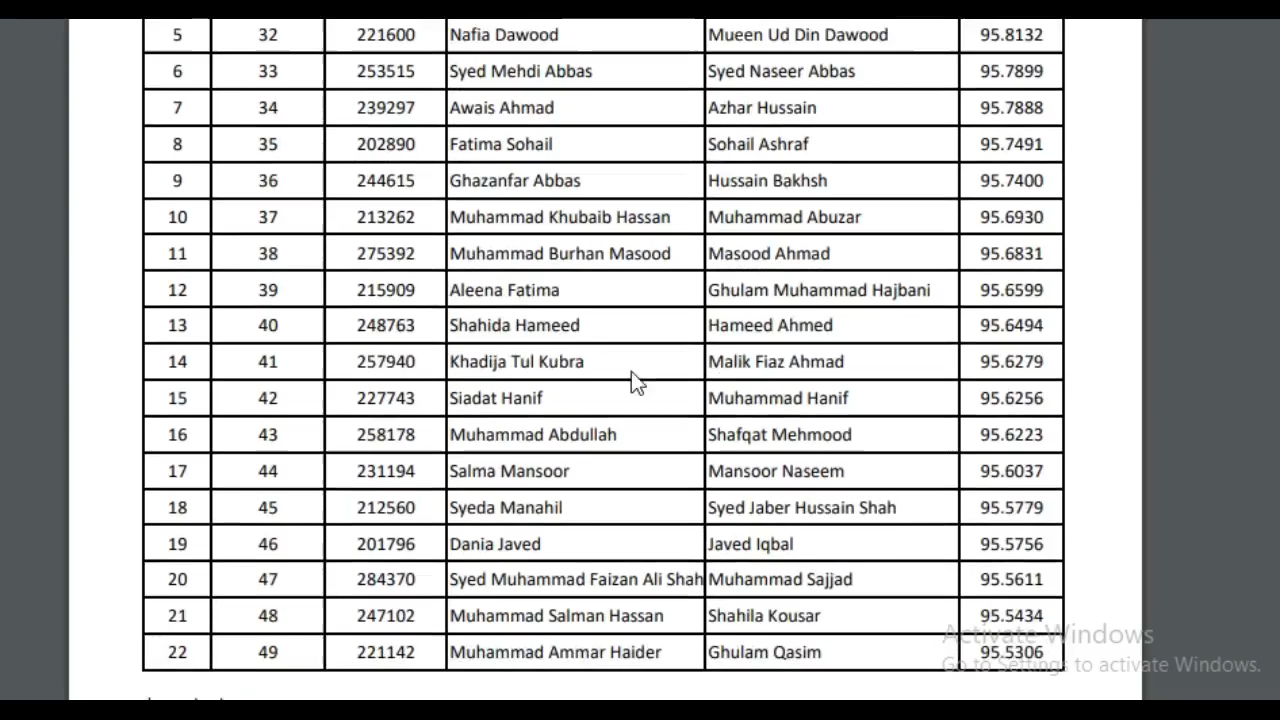 5 32 221600 Nafia Dawood Mueen Ud Din Dawood 95.8132
6 33 253515 Syed Mehdi Abbas Syed Naseer Abbas 95.7899
7 34 239297 Awais Ahmad Azhar Hussain 95.7888
8 35 202890 Fatima Sohail Sohail Ashraf 95.7491
9 36 244615 Ghazanfar Abbas Hussain Bakhsh 95.7400
10 37 213262 Muhammad Khubaib Hassan Muhammad Abuzar 95.6930
11 38 275392 Muhammad Burhan Masood Masood Ahmad 95.6831
12 39 215909 Aleena Fatima Ghulam Muhammad Hajbani 95.6599
13 40 248763 Shahida Hameed Hameed Ahmed 95.6494
14 41 257940 Khadija Tul Kubra Malik Fiaz Ahmad 95.6279
15 42 227743 Siadat Hanif Muhammad Hanif 95.6256
16 43 258178 Muhammad Abdullah Shafqat Mehmood 95.6223
17 44 231194 Salma Mansoor Mansoor Naseem 95.6037
18 45 212560 Syeda Manahil Syed Jaber Hussain Shah 95.5779
19 46 201796 Dania Javed Javed Iqbal 95.5756
20 47 284370 Syed Muhammad Faizan Ali Shah Muhammad Sajjad 95.5611
21 48 247102 Muhammad Salman Hassan Shahila Kousar 95.5434
22 49 221142 Muhammad Ammar Haider Ghulam Qasim 95.5306
Activate Windows
Go to Settings to activate Windows.